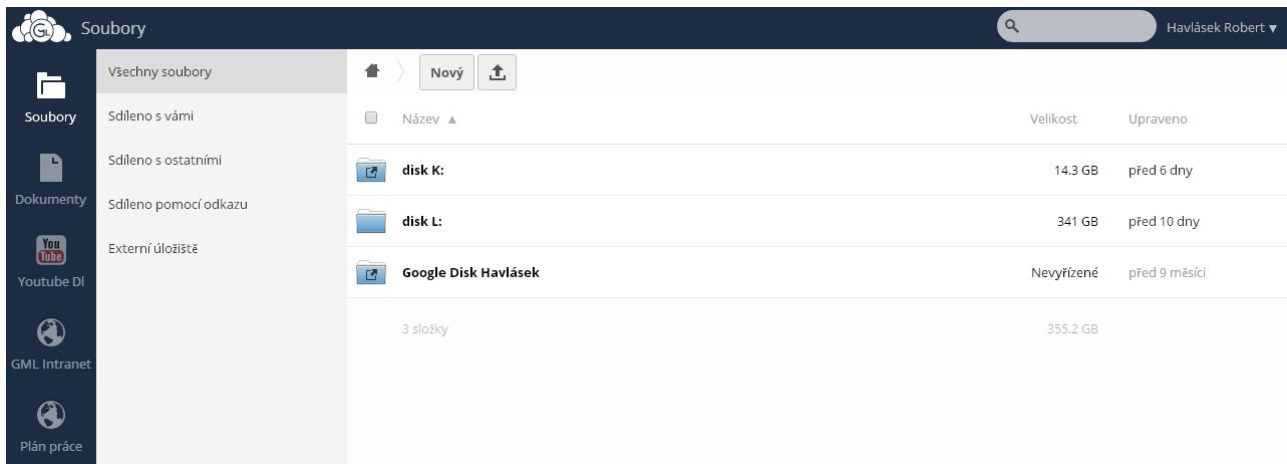 GL Soubory
Havlásek Robert ▼
Soubory
Dokumenty
You Tube
Youtube Dl
GML Intranet
Plán práce
Všechny soubory
Sdíleno s vámi
Sdíleno s ostatními
Sdíleno pomocí odkazu
Externí úložiště
Nový
Název ▲ Velikost Upraveno
disk K: 14.3 GB před 6 dny
disk L: 341 GB před 10 dny
Google Disk Havlásek Nevyřízené před 9 měsíci
3 složky 355.2 GB